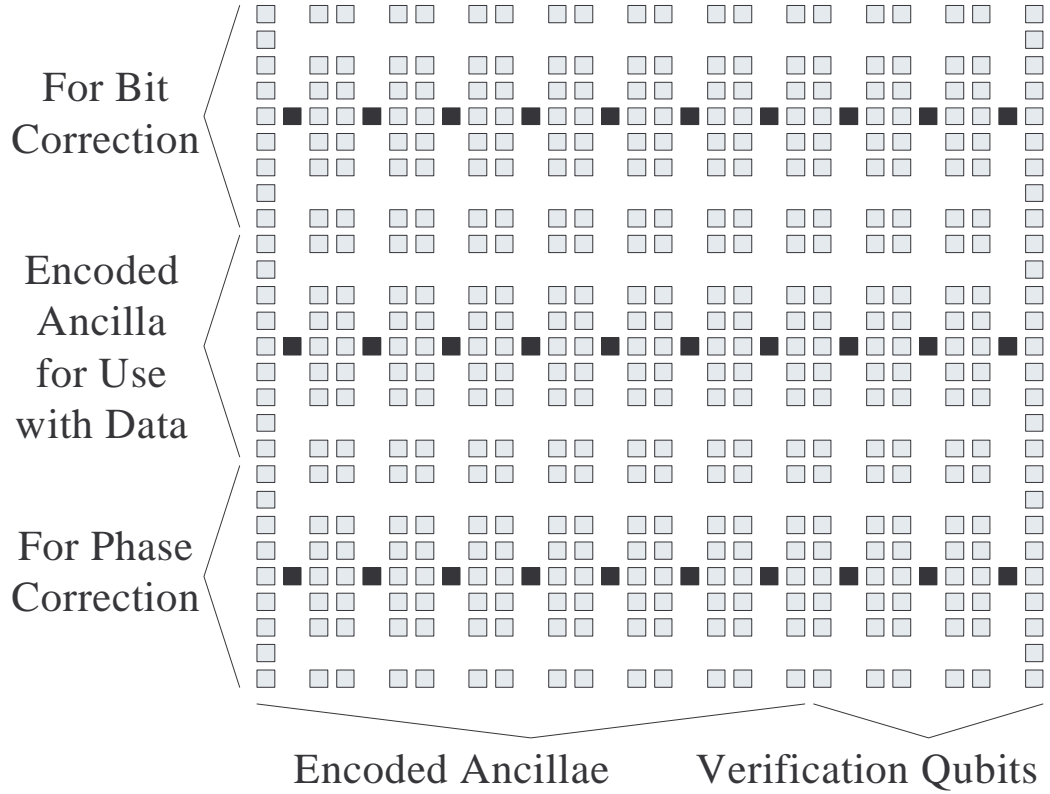 For Bit
Correction
Encoded
Ancilla
for Use
with Data
For Phase
Correction
Encoded Ancillae
Verification Qubits